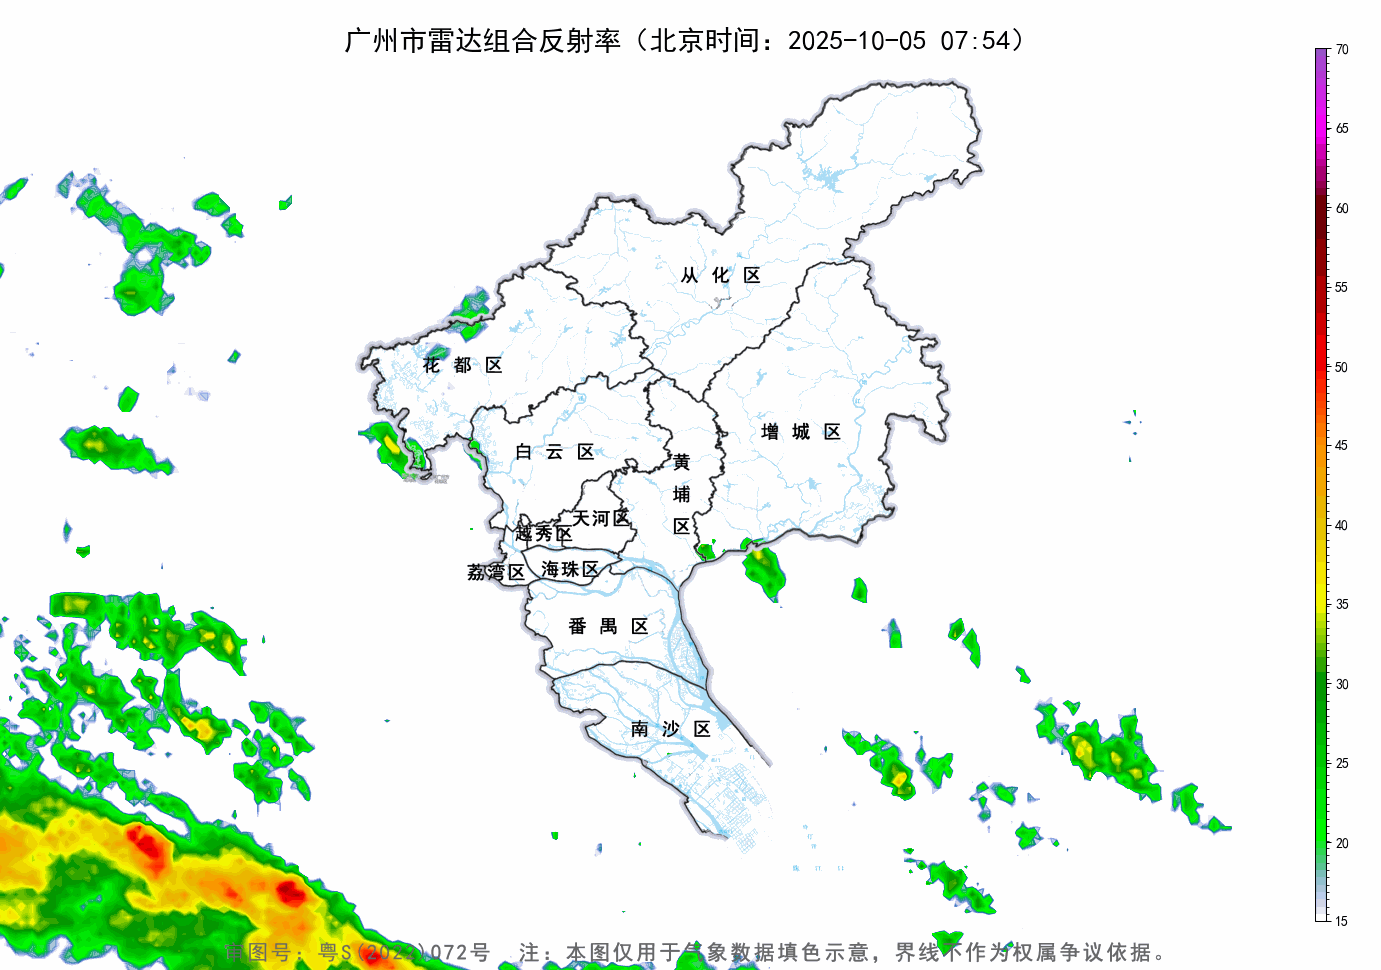 广州市雷达组合反射率（北京时间：2025-10-05 07:54）
70
65
60
55
50
45
40
35
30
25
20
15
从化区
花都区
增城区
白云区
黄埔区
天河区
越秀区
荔湾区
海珠区
番禺区
南沙区
审图号：粤S(2022)072号 注：本图仅用于气象数据填色示意，界线不作为权属争议依据。